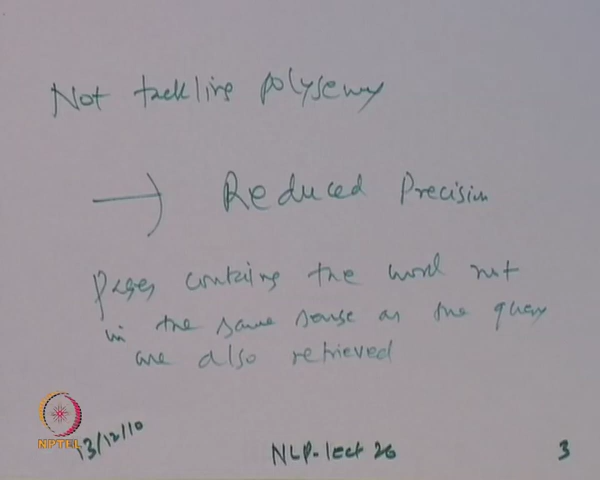 Not tackling polysemy
→ Reduced Precision
Pages containing the word not
in the same sense as the query
are also retrieved
NPTEL
13/12/10
NLP-lect 26
3